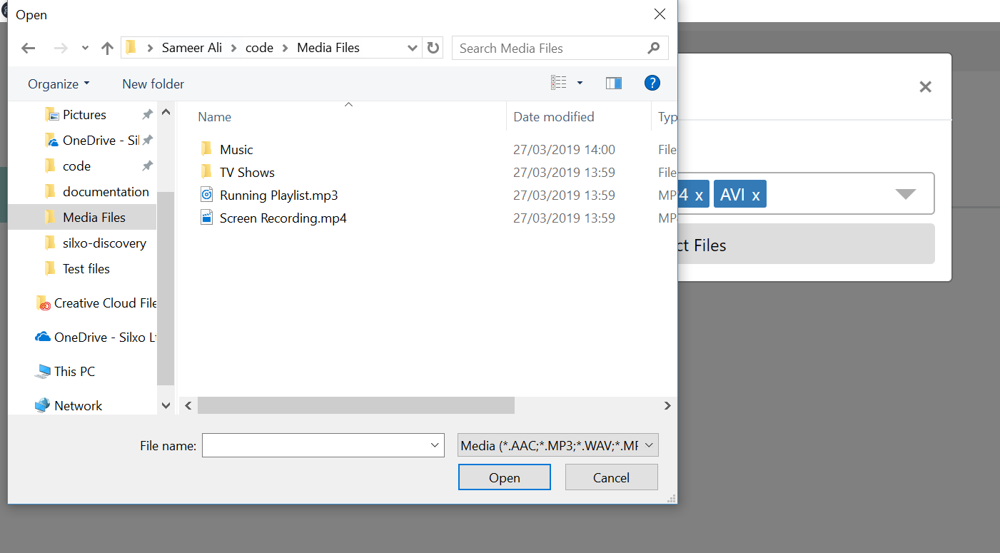 Open
Sameer Ali > code > Media Files
Search Media Files
Organize
New folder
?
Name
Date modified
Typ
Pictures
OneDrive - Sil
code
documentation
Media Files
silxo-discovery
Test files
Creative Cloud File
OneDrive - Silxo Lt
This PC
Network
Music 27/03/2019 14:00 File
TV Shows 27/03/2019 13:59 File
Running Playlist.mp3 27/03/2019 13:59 MP
Screen Recording.mp4 27/03/2019 13:59 MP
File name:
Media (*.AAC;*.MP3;*.WAV;*.MP
Open
Cancel
4 x AVI x
ct Files